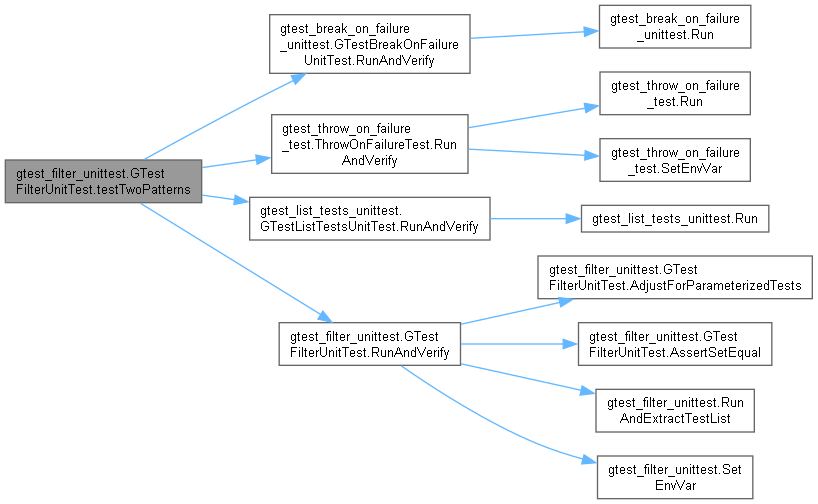 gtest_break_on_failure
_unittest.GTestBreakOnFailure
UnitTest.RunAndVerify
gtest_break_on_failure
_unittest.Run
gtest_throw_on_failure
_test.ThrowOnFailureTest.Run
AndVerify
gtest_throw_on_failure
_test.Run
gtest_throw_on_failure
_test.SetEnvVar
gtest_filter_unittest.GTest
FilterUnitTest.testTwoPatterns
gtest_list_tests_unittest.
GTestListTestsUnitTest.RunAndVerify
gtest_list_tests_unittest.Run
gtest_filter_unittest.GTest
FilterUnitTest.AdjustForParameterizedTests
gtest_filter_unittest.GTest
FilterUnitTest.RunAndVerify
gtest_filter_unittest.GTest
FilterUnitTest.AssertSetEqual
gtest_filter_unittest.Run
AndExtractTestList
gtest_filter_unittest.Set
EnvVar